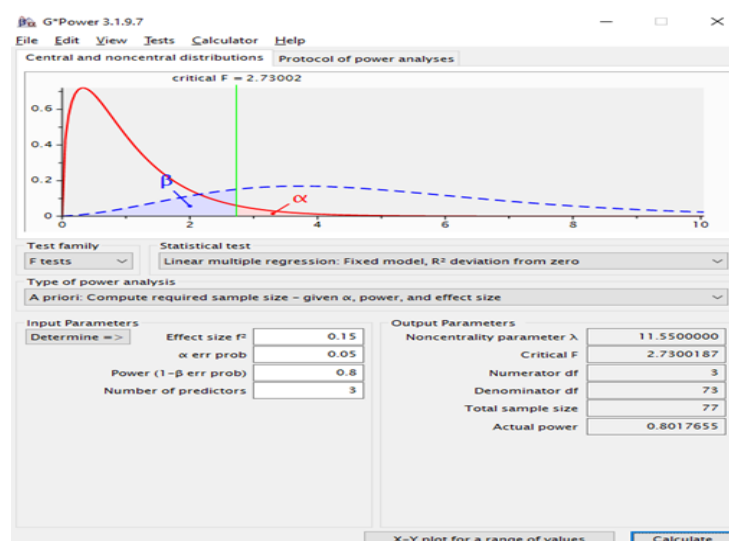 G*Power 3.1.9.7
File Edit View Tests Calculator Help
Central and noncentral distributions Protocol of power analyses
critical F = 2.73002
0.6
0.4
0.2
0
β
α
0 2 4 6 8 10
Test family Statistical test
F tests Linear multiple regression: Fixed model, R² deviation from zero
Type of power analysis
A priori: Compute required sample size – given α, power, and effect size
Input Parameters Output Parameters
Determine => Effect size f² 0.15 Noncentrality parameter λ 11.5500000
α err prob 0.05 Critical F 2.7300187
Power (1-β err prob) 0.8 Numerator df 3
Number of predictors 3 Denominator df 73
Total sample size 77
Actual power 0.8017655
X-Y plot for a range of values Calculate